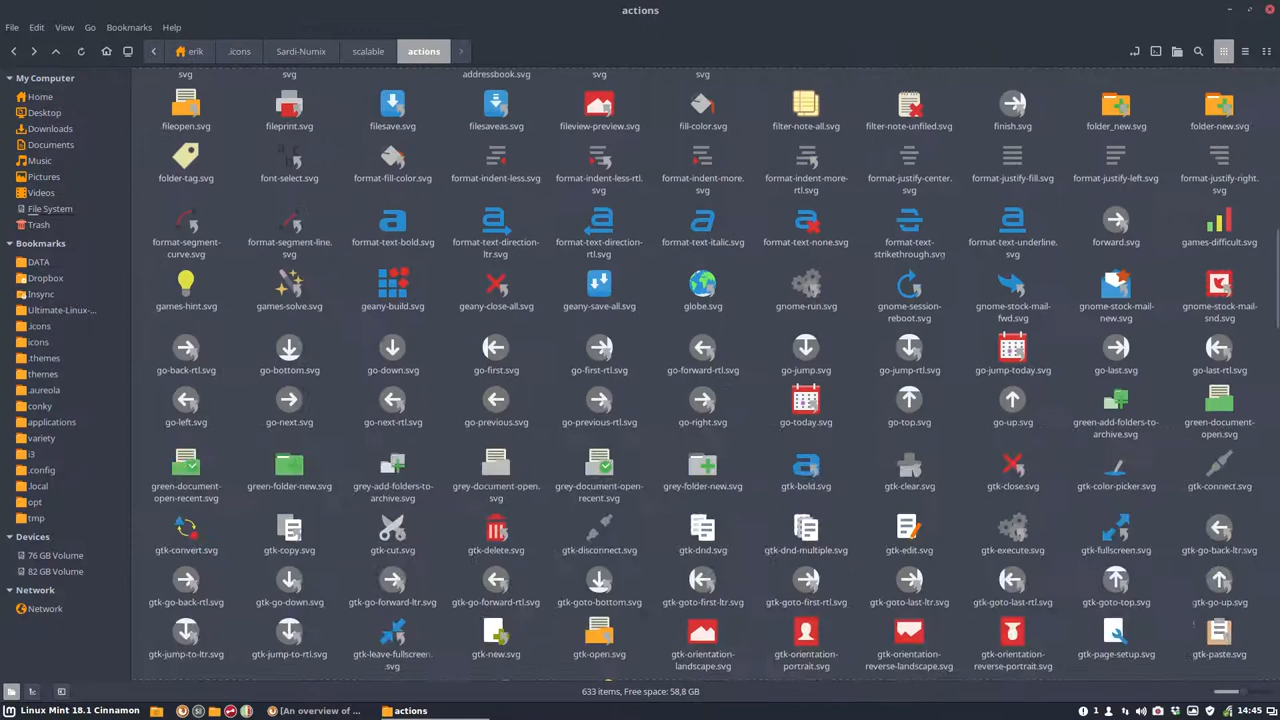 actions
File Edit View Go Bookmarks Help
erik .icons Sardi-Numix scalable actions
My Computer
Home
Desktop
Downloads
Documents
Music
Pictures
Videos
File System
Trash
Bookmarks
DATA
Dropbox
Insync
Ultimate-Linux-...
.icons
icons
.themes
themes
.aureola
conky
applications
variety
i3
.config
.local
opt
tmp
Devices
76 GB Volume
82 GB Volume
Network
Network
svg svg addressbook.svg svg svg
fileopen.svg fileprint.svg filesave.svg filesaveas.svg fileview-preview.svg fill-color.svg filter-note-all.svg filter-note-unfiled.svg finish.svg folder_new.svg folder-new.svg
folder-tag.svg font-select.svg format-fill-color.svg format-indent-less.svg format-indent-less-rtl. format-indent-more. format-indent-more- format-justify-center. format-justify-fill.svg format-justify-left.svg format-justify-right.
svg svg rtl.svg svg svg
format-segment- format-segment-line. format-text-bold.svg format-text-direction- format-text-direction- format-text-italic.svg format-text-none.svg format-text- format-text-underline. forward.svg games-difficult.svg
curve.svg svg ltr.svg rtl.svg strikethrough.svg svg
games-hint.svg games-solve.svg geany-build.svg geany-close-all.svg geany-save-all.svg globe.svg gnome-run.svg gnome-session- gnome-stock-mail- gnome-stock-mail- gnome-stock-mail-
reboot.svg fwd.svg new.svg snd.svg
go-back-rtl.svg go-bottom.svg go-down.svg go-first.svg go-first-rtl.svg go-forward-rtl.svg go-jump.svg go-jump-rtl.svg go-jump-today.svg go-last.svg go-last-rtl.svg
go-left.svg go-next.svg go-next-rtl.svg go-previous.svg go-previous-rtl.svg go-right.svg go-today.svg go-top.svg go-up.svg green-add-folders-to- green-document-
archive.svg open.svg
green-document- green-folder-new.svg grey-add-folders-to- grey-document-open. grey-document-open- grey-folder-new.svg gtk-bold.svg gtk-clear.svg gtk-close.svg gtk-color-picker.svg gtk-connect.svg
open-recent.svg archive.svg svg recent.svg
gtk-convert.svg gtk-copy.svg gtk-cut.svg gtk-delete.svg gtk-disconnect.svg gtk-dnd.svg gtk-dnd-multiple.svg gtk-edit.svg gtk-execute.svg gtk-fullscreen.svg gtk-go-back-ltr.svg
gtk-go-back-rtl.svg gtk-go-down.svg gtk-go-forward-ltr.svg gtk-go-forward-rtl.svg gtk-goto-bottom.svg gtk-goto-first-ltr.svg gtk-goto-first-rtl.svg gtk-goto-last-ltr.svg gtk-goto-last-rtl.svg gtk-goto-top.svg gtk-go-up.svg
gtk-jump-to-ltr.svg gtk-jump-to-rtl.svg gtk-leave-fullscreen. gtk-new.svg gtk-open.svg gtk-orientation- gtk-orientation- gtk-orientation- gtk-orientation- gtk-page-setup.svg gtk-paste.svg
svg landscape.svg portrait.svg reverse-landscape.svg reverse-portrait.svg
633 items, Free space: 58,8 GB
Linux Mint 18.1 Cinnamon [An overview of ... actions 1 14:45